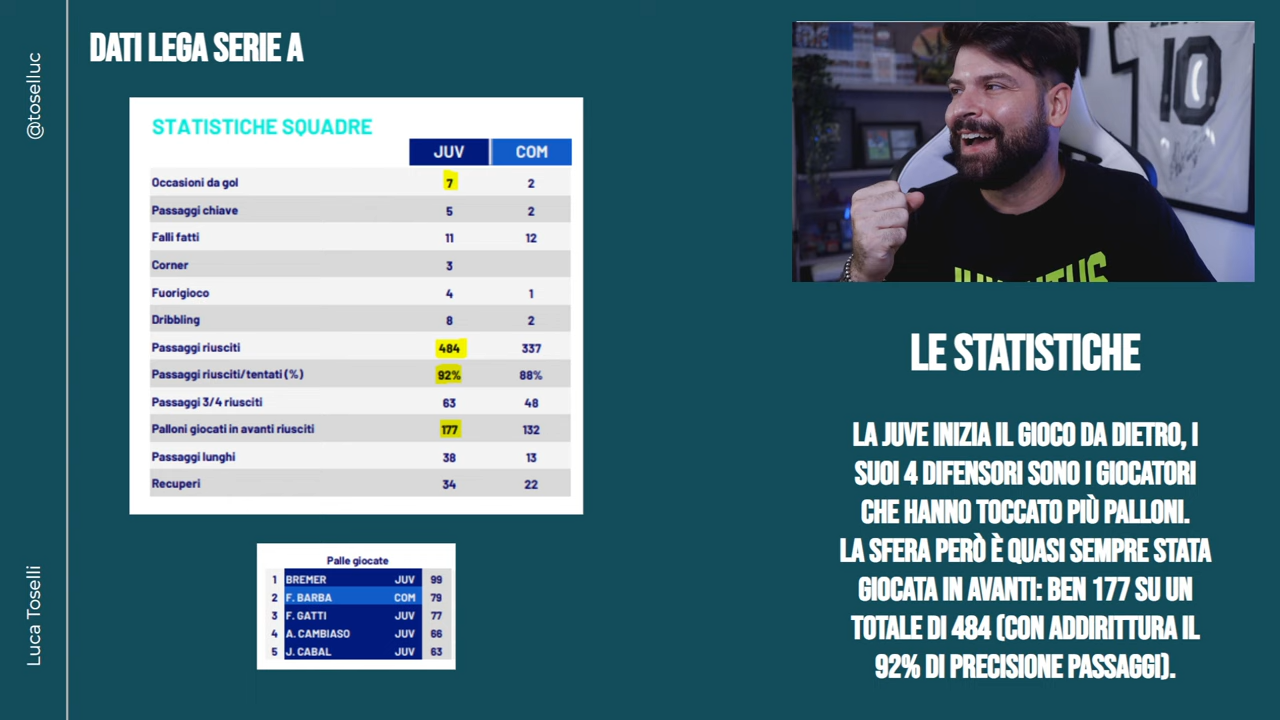 @toselluc
Luca Toselli
DATI LEGA SERIE A
STATISTICHE SQUADRE
JUV COM
Occasioni da gol 7 2
Passaggi chiave 5 2
Falli fatti 11 12
Corner 3
Fuorigioco 4 1
Dribbling 8 2
Passaggi riusciti 484 337
Passaggi riusciti/tentati (%) 92% 88%
Passaggi 3/4 riusciti 63 48
Palloni giocati in avanti riusciti 177 132
Passaggi lunghi 38 13
Recuperi 34 22
Palle giocate
1 BREMER JUV 99
2 F. BARBA COM 79
3 F. GATTI JUV 77
4 A. CAMBIASO JUV 66
5 J. CABAL JUV 63
10
JUVENTUS
LE STATISTICHE
LA JUVE INIZIA IL GIOCO DA DIETRO, I
SUOI 4 DIFENSORI SONO I GIOCATORI
CHE HANNO TOCCATO PIÙ PALLONI.
LA SFERA PERÒ È QUASI SEMPRE STATA
GIOCATA IN AVANTI: BEN 177 SU UN
TOTALE DI 484 (CON ADDIRITTURA IL
92% DI PRECISIONE PASSAGGI).